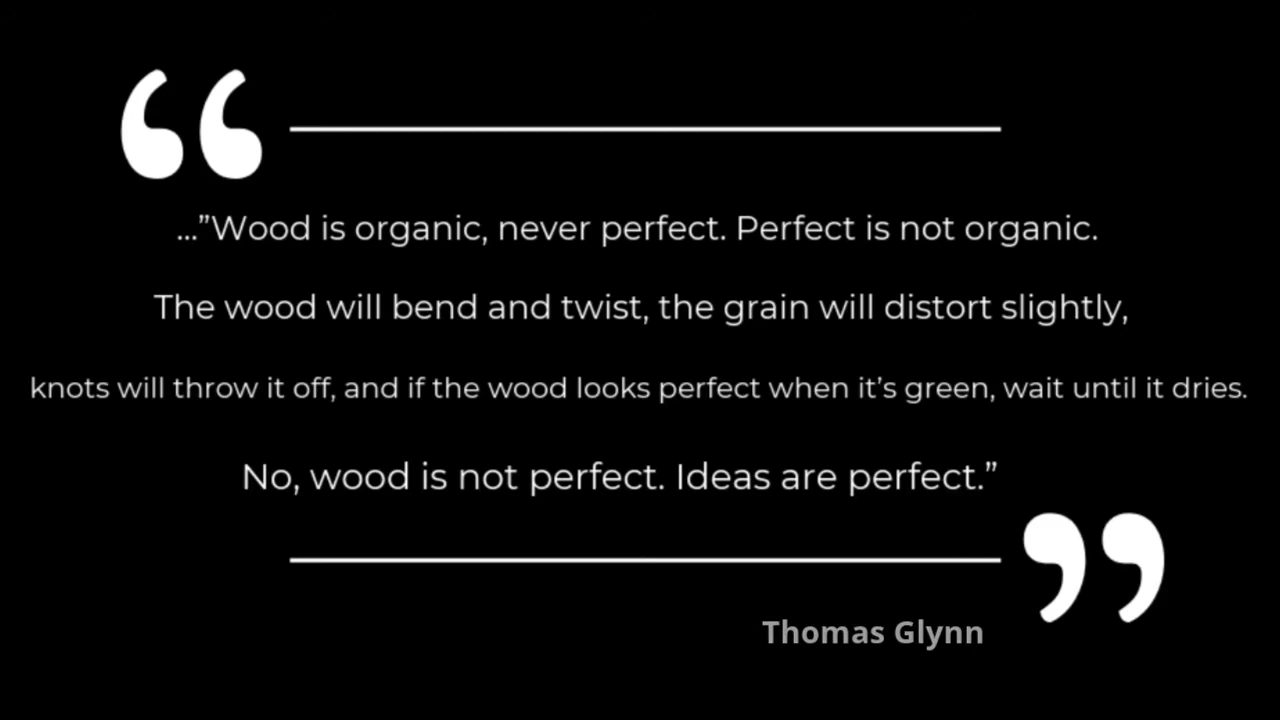 “
...”Wood is organic, never perfect. Perfect is not organic.
The wood will bend and twist, the grain will distort slightly,
knots will throw it off, and if the wood looks perfect when it’s green, wait until it dries.
No, wood is not perfect. Ideas are perfect.”
”
Thomas Glynn